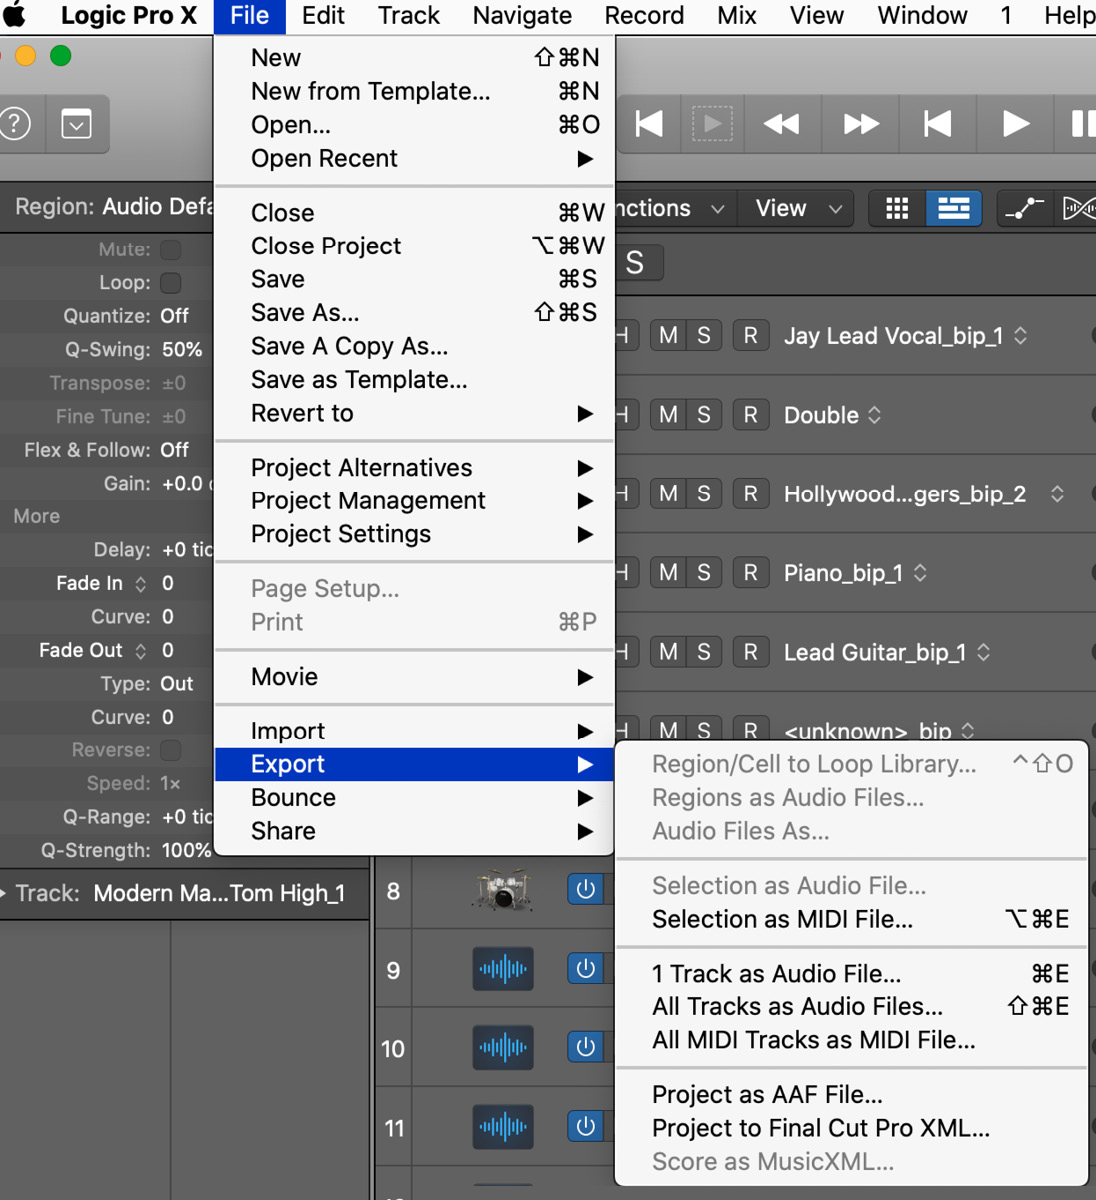 Logic Pro X File Edit Track Navigate Record Mix View Window 1 Help
New ⇧⌘N
New from Template... ⌘N
Open... ⌘O
Open Recent ▶
Close ⌘W
Close Project ⌥⌘W
Save ⌘S
Save As... ⇧⌘S
Save A Copy As...
Save as Template...
Revert to ▶
Project Alternatives ▶
Project Management ▶
Project Settings ▶
Page Setup...
Print ⌘P
Movie ▶
Import ▶
Export ▶
Bounce ▶
Share ▶
Region/Cell to Loop Library... ^⇧O
Regions as Audio Files...
Audio Files As...
Selection as Audio File...
Selection as MIDI File... ⌥⌘E
1 Track as Audio File... ⌘E
All Tracks as Audio Files... ⇧⌘E
All MIDI Tracks as MIDI File...
Project as AAF File...
Project to Final Cut Pro XML...
Score as MusicXML...
?
Region: Audio Defa
Mute:
Loop:
Quantize: Off
Q-Swing: 50%
Transpose: ±0
Fine Tune: ±0
Flex & Follow: Off
Gain: +0.0
More
Delay: +0 tic
Fade In 0
Curve: 0
Fade Out 0
Type: Out
Curve: 0
Reverse:
Speed: 1×
Q-Range: +0 tic
Q-Strength: 100%
Track: Modern Ma...Tom High_1
nctions View
S
H M S R Jay Lead Vocal_bip_1
H M S R Double
H M S R Hollywood...gers_bip_2
H M S R Piano_bip_1
H M S R Lead Guitar_bip_1
H M S R <unknown>_bip
8
9
10
11